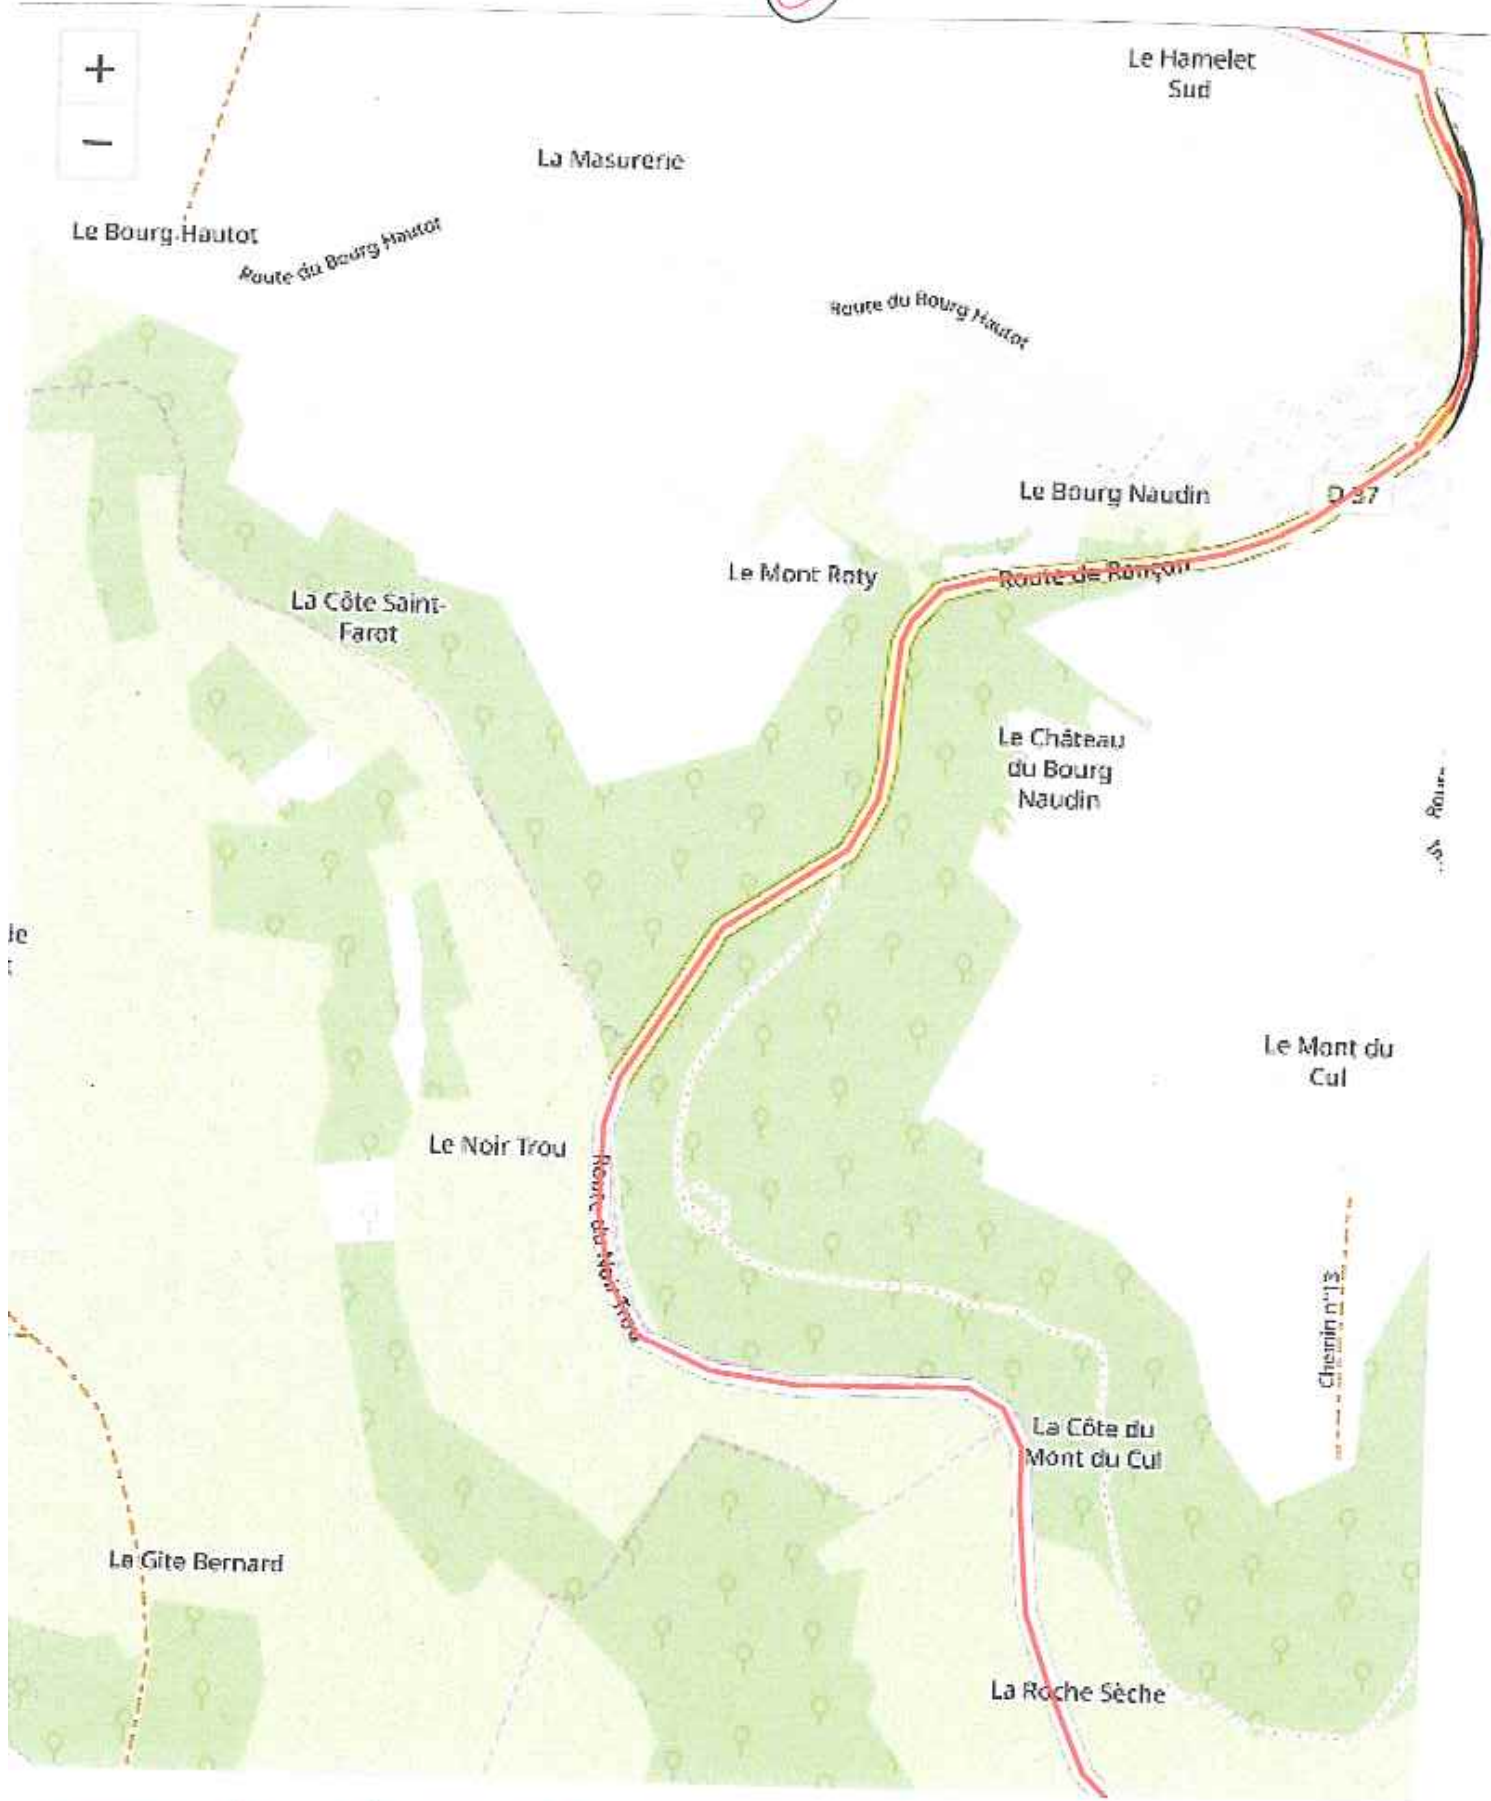 +
Le Hamelet
Sud
−
La Masurerie
Le Bourg Hautot
Route du Bourg Hautot
Route du Bourg Hautot
Le Bourg Naudin
D 37
Le Mont Roty
Route de Rançon
La Côte Saint-
Farot
Le Château
du Bourg
Naudin
Le Mont du
Cul
Le Noir Trou
Route du Noir Trou
Chemin n°13
La Côte du
Mont du Cul
Le Gite Bernard
La Roche Sèche